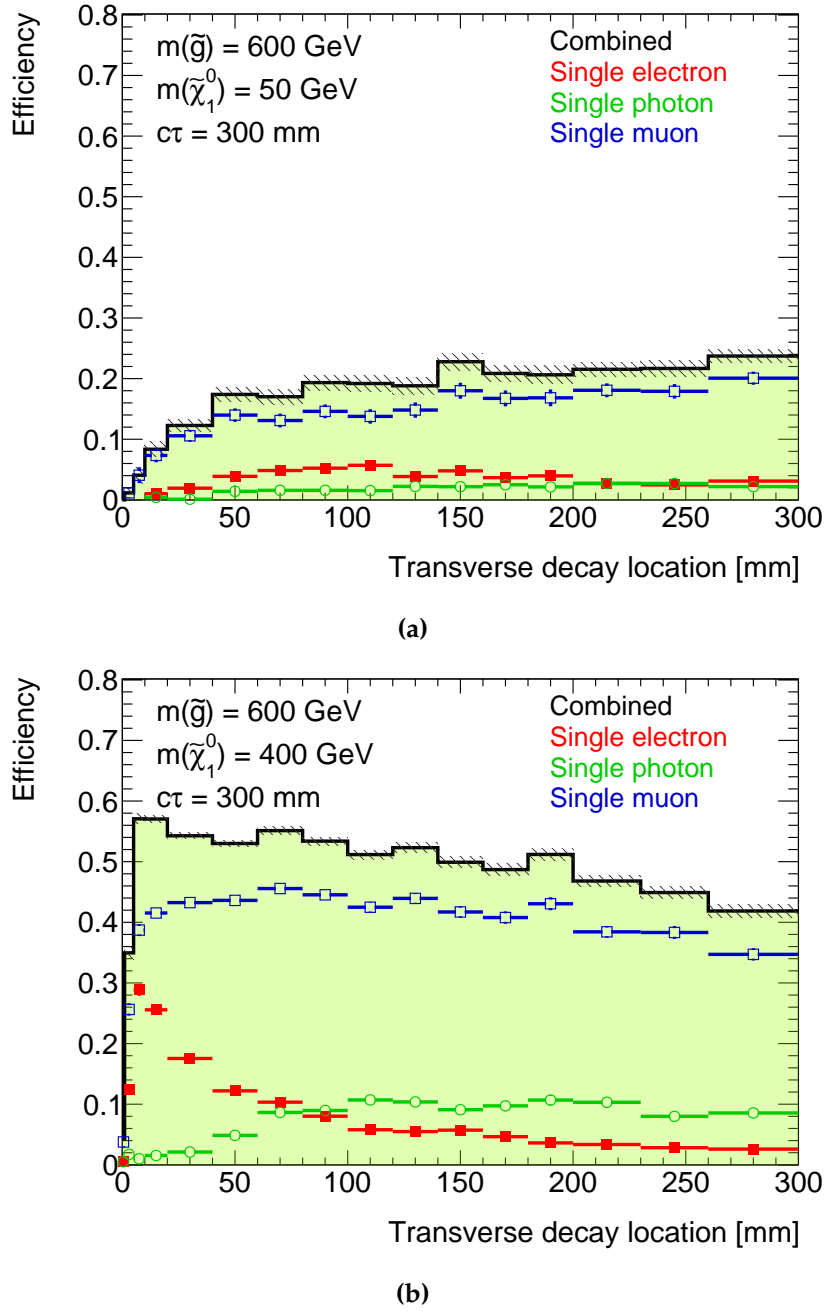 0.8
0.7
0.6
0.5
0.4
0.3
0.2
0.1
0
Efficiency
m(g̃) = 600 GeV
m(χ̃₁⁰) = 50 GeV
cτ = 300 mm
Combined
Single electron
Single photon
Single muon
0 50 100 150 200 250 300
Transverse decay location [mm]
(a)
0.8
0.7
0.6
0.5
0.4
0.3
0.2
0.1
0
Efficiency
m(g̃) = 600 GeV
m(χ̃₁⁰) = 400 GeV
cτ = 300 mm
Combined
Single electron
Single photon
Single muon
0 50 100 150 200 250 300
Transverse decay location [mm]
(b)